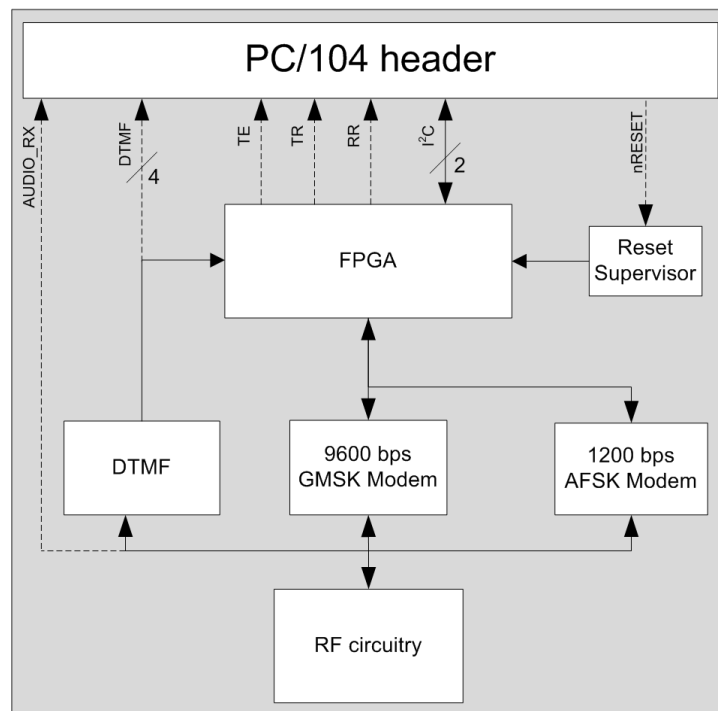 PC/104 header
AUDIO_RX
DTMF
4
TE
TR
RR
I²C
2
nRESET
FPGA
Reset
Supervisor
DTMF
9600 bps
GMSK Modem
1200 bps
AFSK Modem
RF circuitry